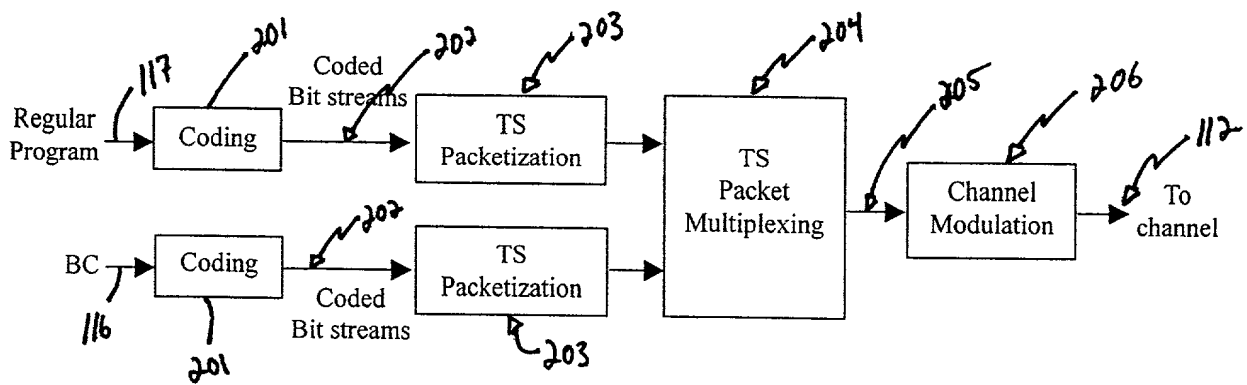 201
202
203
204
117
Coded
Bit streams
205
206
112
Regular
Program
Coding
TS
Packetization
TS
Packet
Multiplexing
Channel
Modulation
To
channel
202
BC
Coding
TS
Packetization
Coded
Bit streams
116
201
203